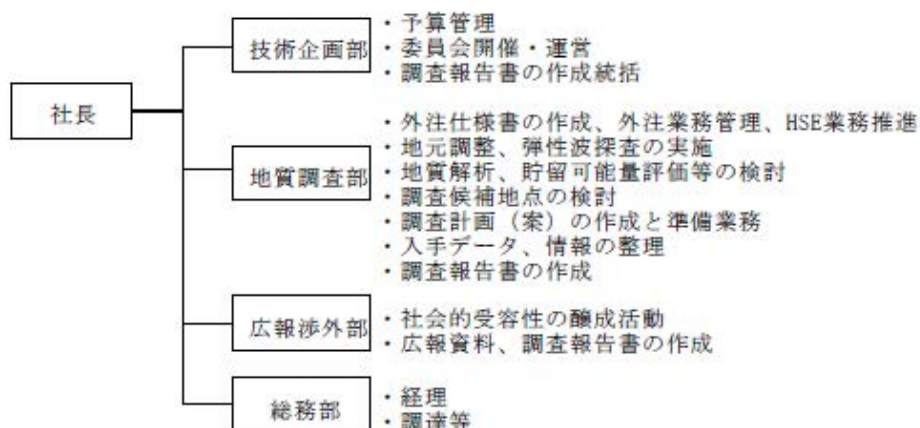 社長
技術企画部
・予算管理
・委員会開催・運営
・調査報告書の作成統括
地質調査部
・外注仕様書の作成、外注業務管理、HSE業務推進
・地元調整、弾性波探査の実施
・地質解析、貯留可能量評価等の検討
・調査候補地点の検討
・調査計画（案）の作成と準備業務
・入手データ、情報の整理
・調査報告書の作成
広報渉外部
・社会的受容性の醸成活動
・広報資料、調査報告書の作成
総務部
・経理
・調達等